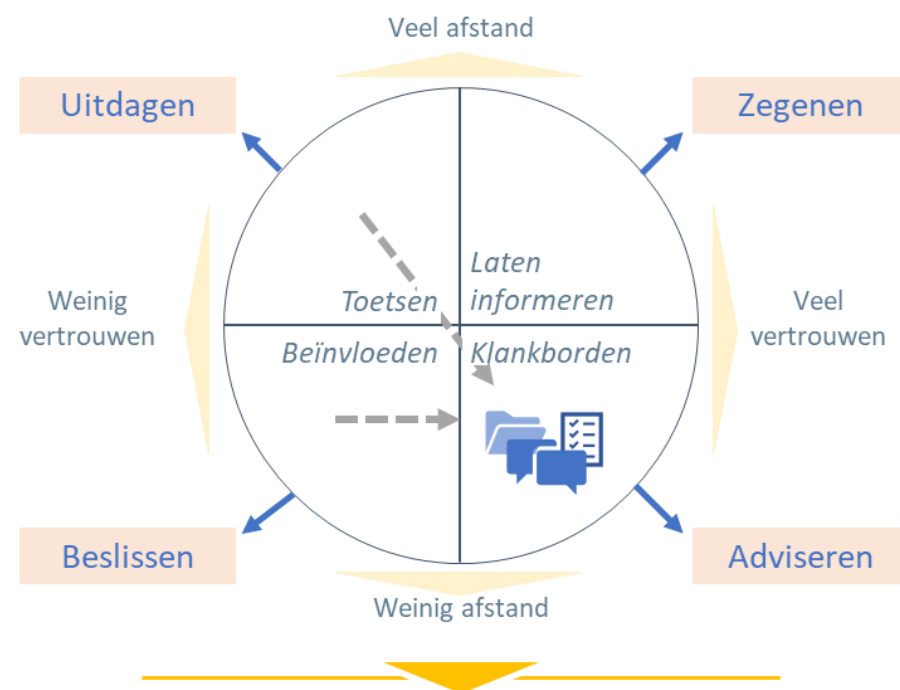 Veel afstand
Uitdagen
Zegenen
Laten
informeren
Toetsen
Weinig
vertrouwen
Veel
vertrouwen
Beïnvloeden
Klankborden
Beslissen
Adviseren
Weinig afstand